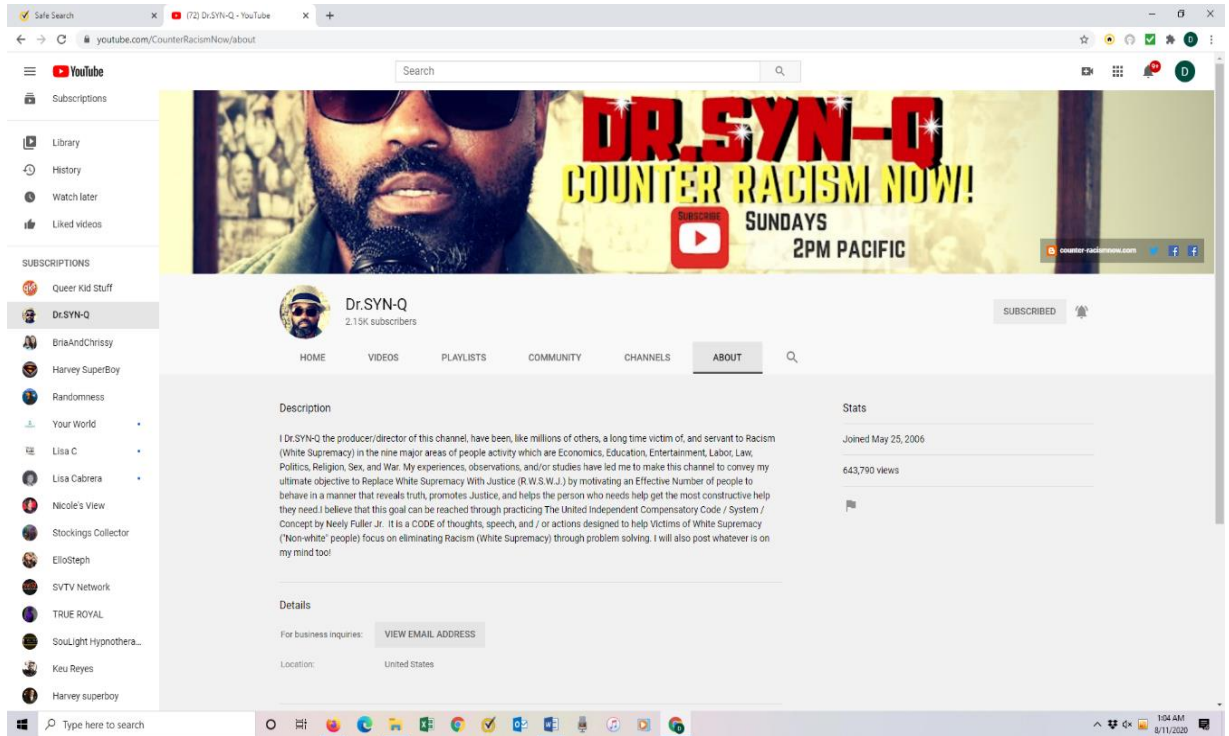 Safe Search
(72) Dr.SYN-Q - YouTube
youtube.com/CounterRacismNow/about
YouTube
Search
9+
D
Subscriptions
Library
History
Watch later
Liked videos
SUBSCRIPTIONS
Queer Kid Stuff
Dr.SYN-Q
BriaAndChrissy
Harvey SuperBoy
Randomness
Your World
Lisa C
Lisa Cabrera
Nicole's View
Stockings Collector
ElloSteph
SVTV Network
TRUE ROYAL
SouLight Hypnothera...
Keu Reyes
Harvey superboy
DR.SYN-Q
COUNTER RACISM NOW!
SUBSCRIBE
SUNDAYS
2PM PACIFIC
counter-racismnow.com
Dr.SYN-Q
2.15K subscribers
SUBSCRIBED
HOME VIDEOS PLAYLISTS COMMUNITY CHANNELS ABOUT
Description
I Dr.SYN-Q the producer/director of this channel, have been, like millions of others, a long time victim of, and servant to Racism
(White Supremacy) in the nine major areas of people activity which are Economics, Education, Entertainment, Labor, Law,
Politics, Religion, Sex, and War. My experiences, observations, and/or studies have led me to make this channel to convey my
ultimate objective to Replace White Supremacy With Justice (R.W.S.W.J.) by motivating an Effective Number of people to
behave in a manner that reveals truth, promotes Justice, and helps the person who needs help get the most constructive help
they need.I believe that this goal can be reached through practicing The United Independent Compensatory Code / System /
Concept by Neely Fuller Jr. It is a CODE of thoughts, speech, and / or actions designed to help Victims of White Supremacy
("Non-white" people) focus on eliminating Racism (White Supremacy) through problem solving. I will also post whatever is on
my mind too!
Stats
Joined May 25, 2006
643,790 views
Details
For business inquiries: VIEW EMAIL ADDRESS
Location: United States
Type here to search
1:04 AM
8/11/2020